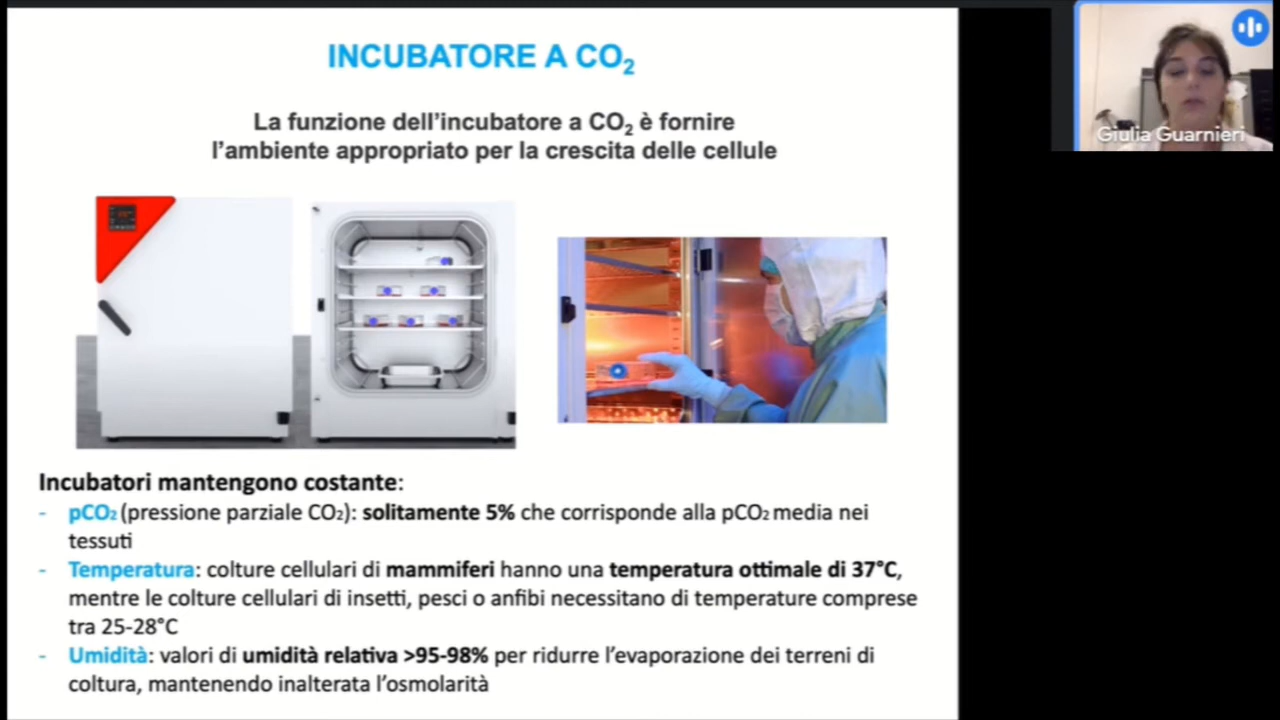 INCUBATORE A CO₂
La funzione dell'incubatore a CO₂ è fornire
l'ambiente appropriato per la crescita delle cellule
Incubatori mantengono costante:
- pCO₂ (pressione parziale CO₂): solitamente 5% che corrisponde alla pCO₂ media nei
tessuti
- Temperatura: colture cellulari di mammiferi hanno una temperatura ottimale di 37°C,
mentre le colture cellulari di insetti, pesci o anfibi necessitano di temperature comprese
tra 25-28°C
- Umidità: valori di umidità relativa >95-98% per ridurre l'evaporazione dei terreni di
coltura, mantenendo inalterata l'osmolarità
Giulia Guarnieri